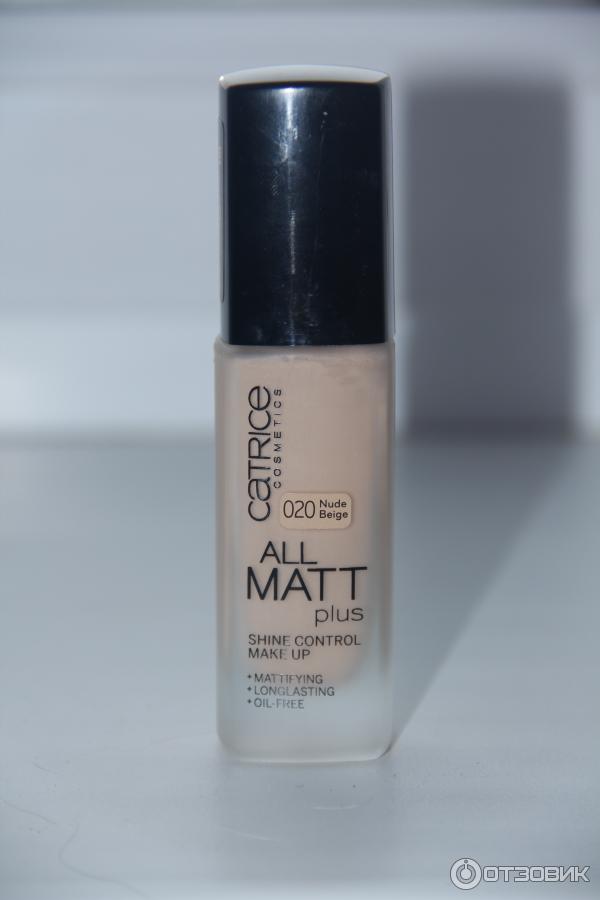 CATRICE
COSMETICS
020 Nude
Beige
ALL
MATT
plus
SHINE CONTROL
MAKE UP
+MATTIFYING
+LONGLASTING
+OIL-FREE
ОТЗОВИК